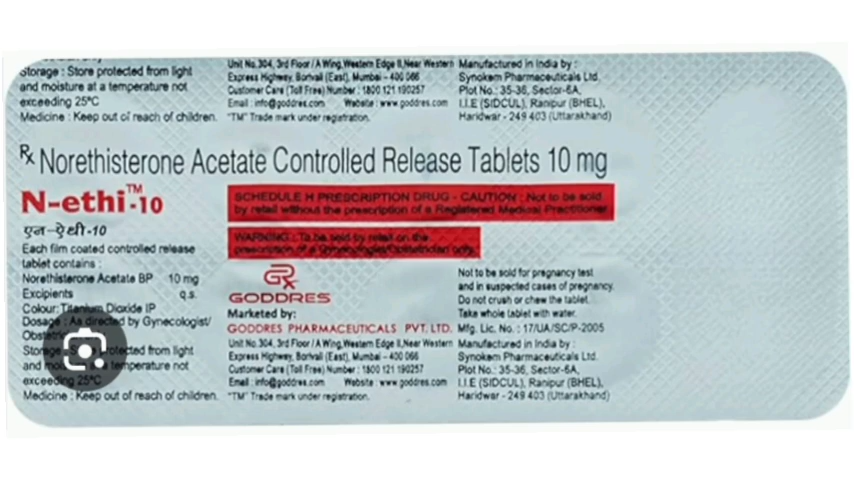 Storage : Store protected from light
and moisture at a temperature not
exceeding 25°C
Medicine : Keep out of reach of children.
Unit No.304, 3rd Floor / A Wing, Western Edge II, Near Western
Express Highway, Borivali (East), Mumbai - 400 066
Customer Care (Toll Free) Number : 1800 121 190257
Email : info@goddres.com Website : www.goddres.com
"TM" Trade mark under registration.
Manufactured in India by :
Synokem Pharmaceuticals Ltd.
Plot No.: 35-36, Sector-6A,
I.I.E (SIDCUL), Ranipur (BHEL),
Haridwar - 249 403 (Uttarakhand)
Rx Norethisterone Acetate Controlled Release Tablets 10 mg
N-ethi™-10
एन-ऐथी-10
Each film coated controlled release
tablet contains :
Norethisterone Acetate BP 10 mg
Excipients q.s.
Colour: Titanium Dioxide IP
Dosage : As directed by Gynecologist/
Storage protected from light
temperature not
exceeding 25°C
Medicine : Keep out of reach of children.
SCHEDULE H PRESCRIPTION DRUG - CAUTION : Not to be sold
by retail without the prescription of a Registered Medical Practitioner
WARNING : To be sold by retail on the
prescription of a Gynecologist/Obstetrician only.
GRx
GODDRES
Marketed by:
GODDRES PHARMACEUTICALS PVT. LTD.
Unit No.304, 3rd Floor / A Wing, Western Edge II, Near Western
Express Highway, Borivali (East), Mumbai - 400 066
Customer Care (Toll Free) Number : 1800 121 190257
Email : info@goddres.com Website : www.goddres.com
"TM" Trade mark under registration.
Not to be sold for pregnancy test
and in suspected cases of pregnancy.
Do not crush or chew the tablet.
Take whole tablet with water.
Mfg. Lic. No. : 17/UA/SC/P-2005
Manufactured in India by :
Synokem Pharmaceuticals Ltd.
Plot No.: 35-36, Sector-6A,
I.I.E (SIDCUL), Ranipur (BHEL),
Haridwar - 249 403 (Uttarakhand)